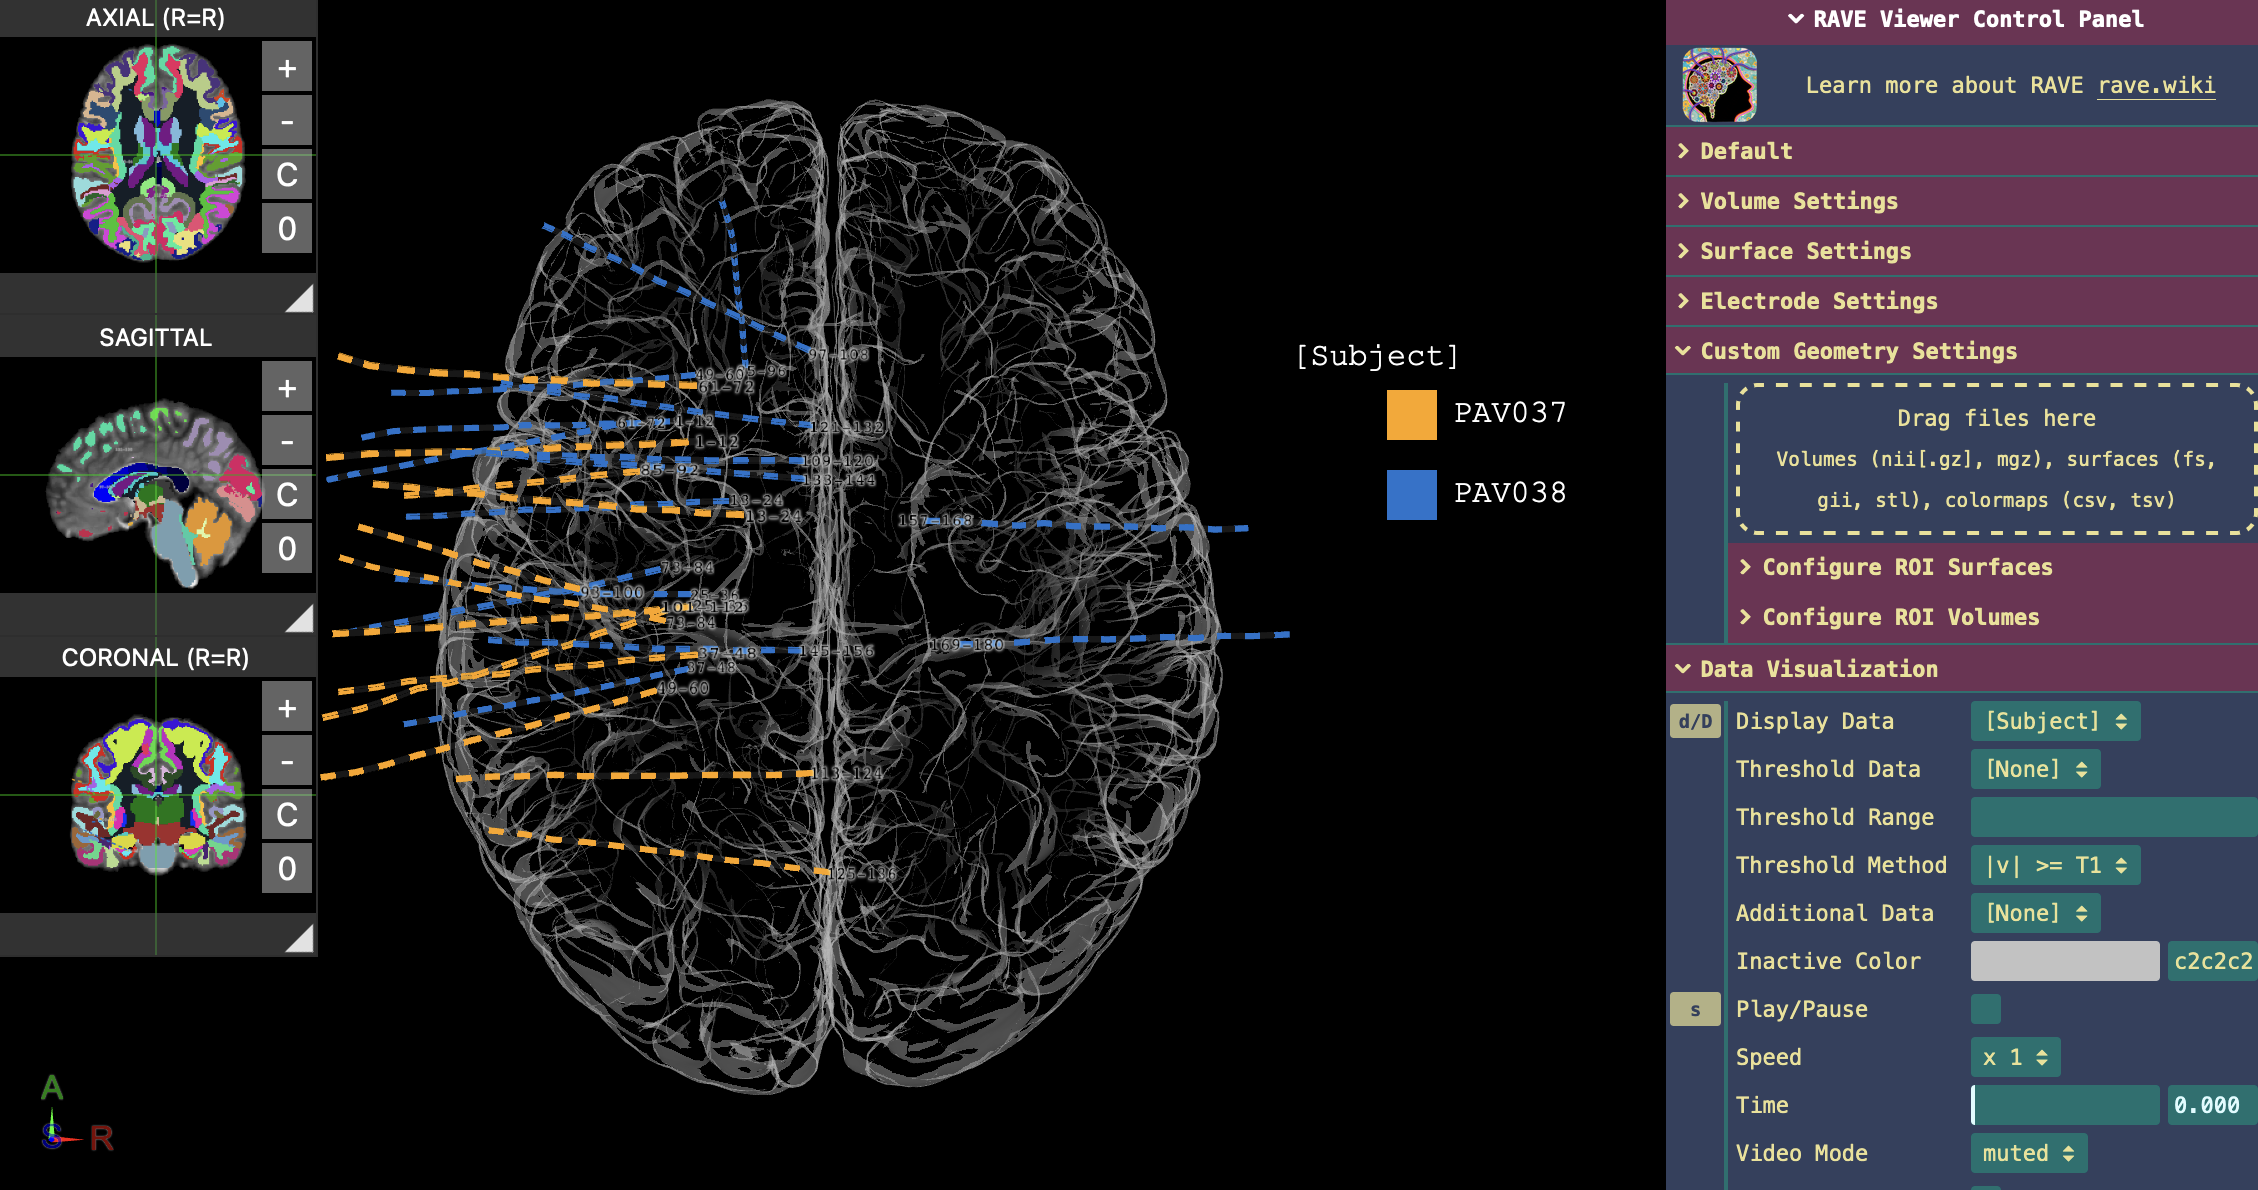 AXIAL (R=R)
+
-
C
0
SAGITTAL
+
-
C
0
CORONAL (R=R)
+
-
C
0
A
S
R
97-108
49-60
61-72
61-72
1-12
121-132
1-12
109-120
85-92
133-144
13-24
13-24
157-168
73-84
93-100
25-36
73-84
169-180
145-156
37-48
37-48
49-60
113-124
125-136
[Subject]
PAV037
PAV038
RAVE Viewer Control Panel
Learn more about RAVE rave.wiki
Default
Volume Settings
Surface Settings
Electrode Settings
Custom Geometry Settings
Drag files here
Volumes (nii[.gz], mgz), surfaces (fs,
gii, stl), colormaps (csv, tsv)
Configure ROI Surfaces
Configure ROI Volumes
Data Visualization
d/D Display Data [Subject]
Threshold Data [None]
Threshold Range
Threshold Method |v| >= T1
Additional Data [None]
Inactive Color c2c2c2
s Play/Pause
Speed x 1
Time 0.000
Video Mode muted